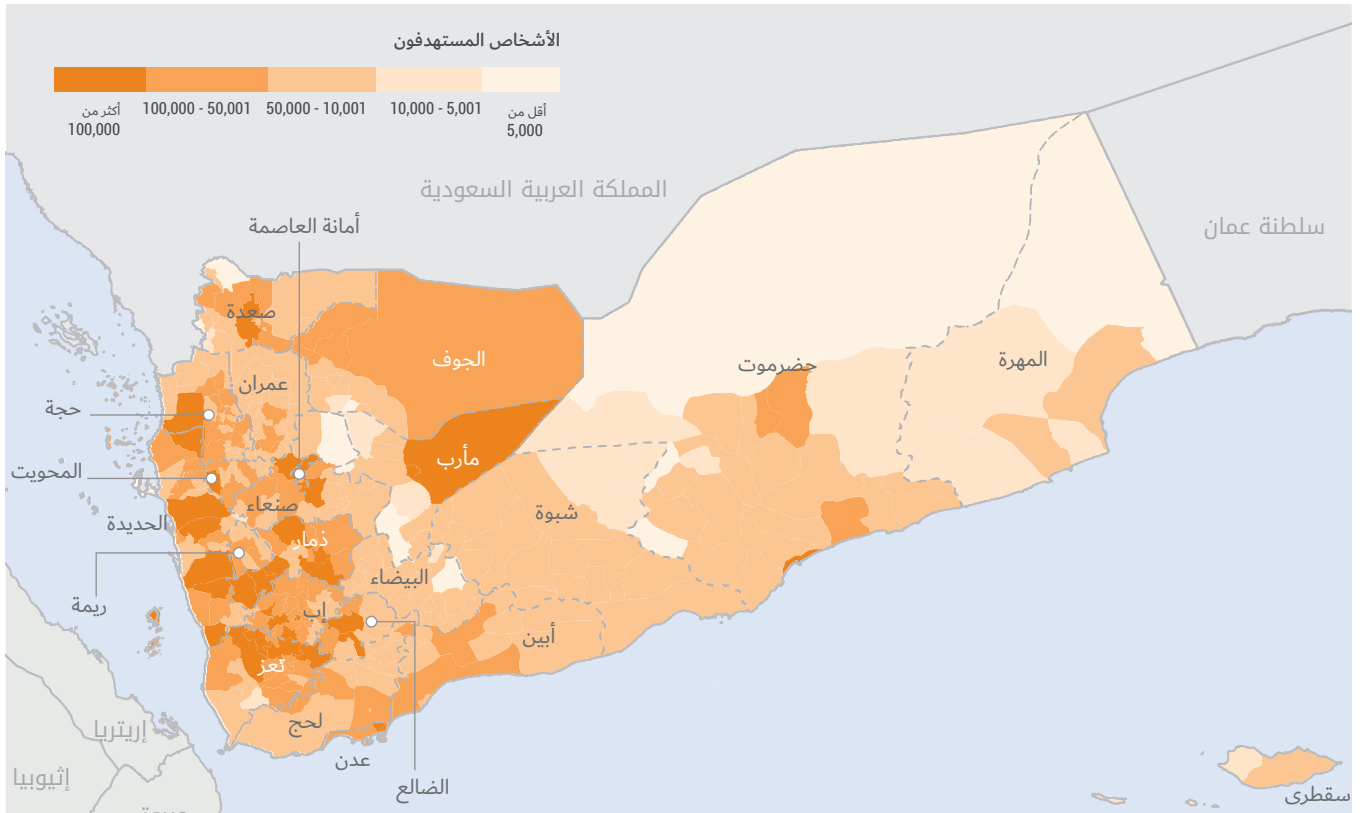 الأشخاص المستهدفون
أقل من 5,000
10,000 - 5,001
50,000 - 10,001
100,000 - 50,001
أكثر من 100,000
المملكة العربية السعودية
سلطنة عمان
أمانة العاصمة
صعدة
الجوف
حضرموت
المهرة
عمران
حجة
مأرب
المحويت
صنعاء
شبوة
الحديدة
ذمار
البيضاء
ريمة
إب
أبين
تعز
لحج
عدن
الضالع
إريتريا
إثيوبيا
سقطرى